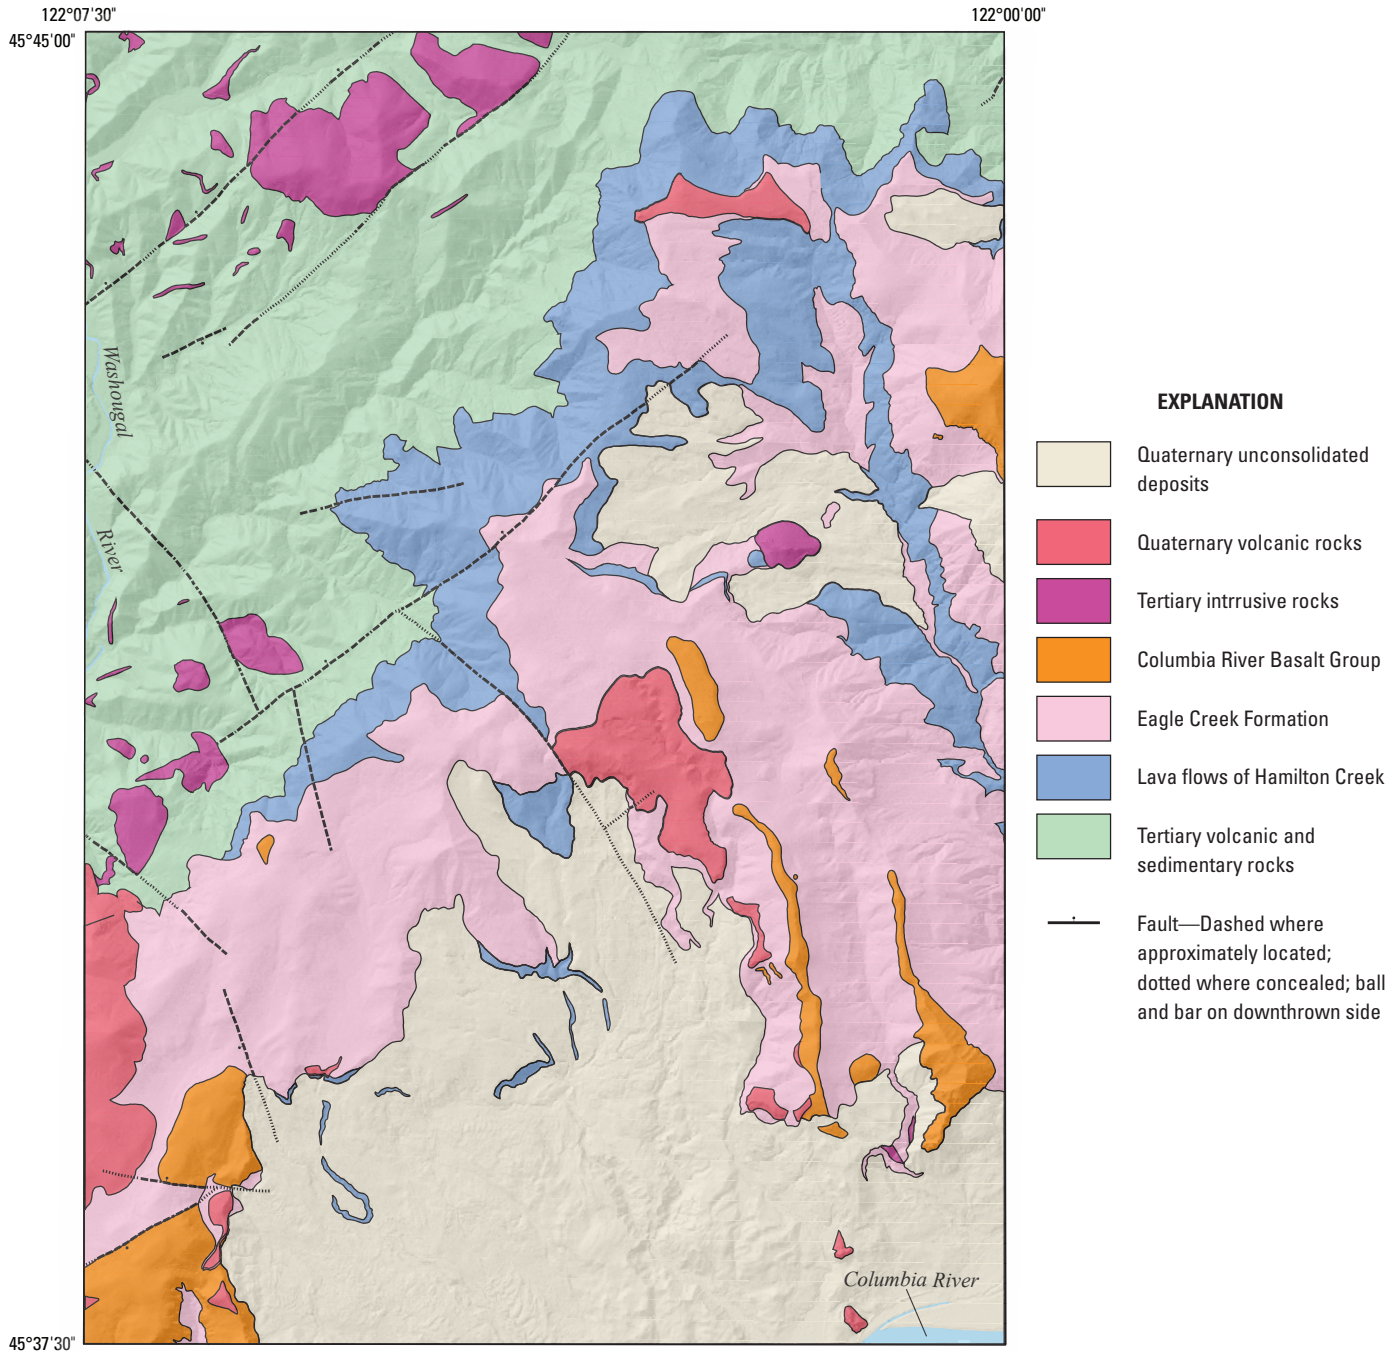 122°07'30"
122°00'00"
45°45'00"
Washougal
River
EXPLANATION
Quaternary unconsolidated
deposits
Quaternary volcanic rocks
Tertiary intrrusive rocks
Columbia River Basalt Group
Eagle Creek Formation
Lava flows of Hamilton Creek
Tertiary volcanic and
sedimentary rocks
Fault—Dashed where
approximately located;
dotted where concealed; ball
and bar on downthrown side
Columbia River
45°37'30"